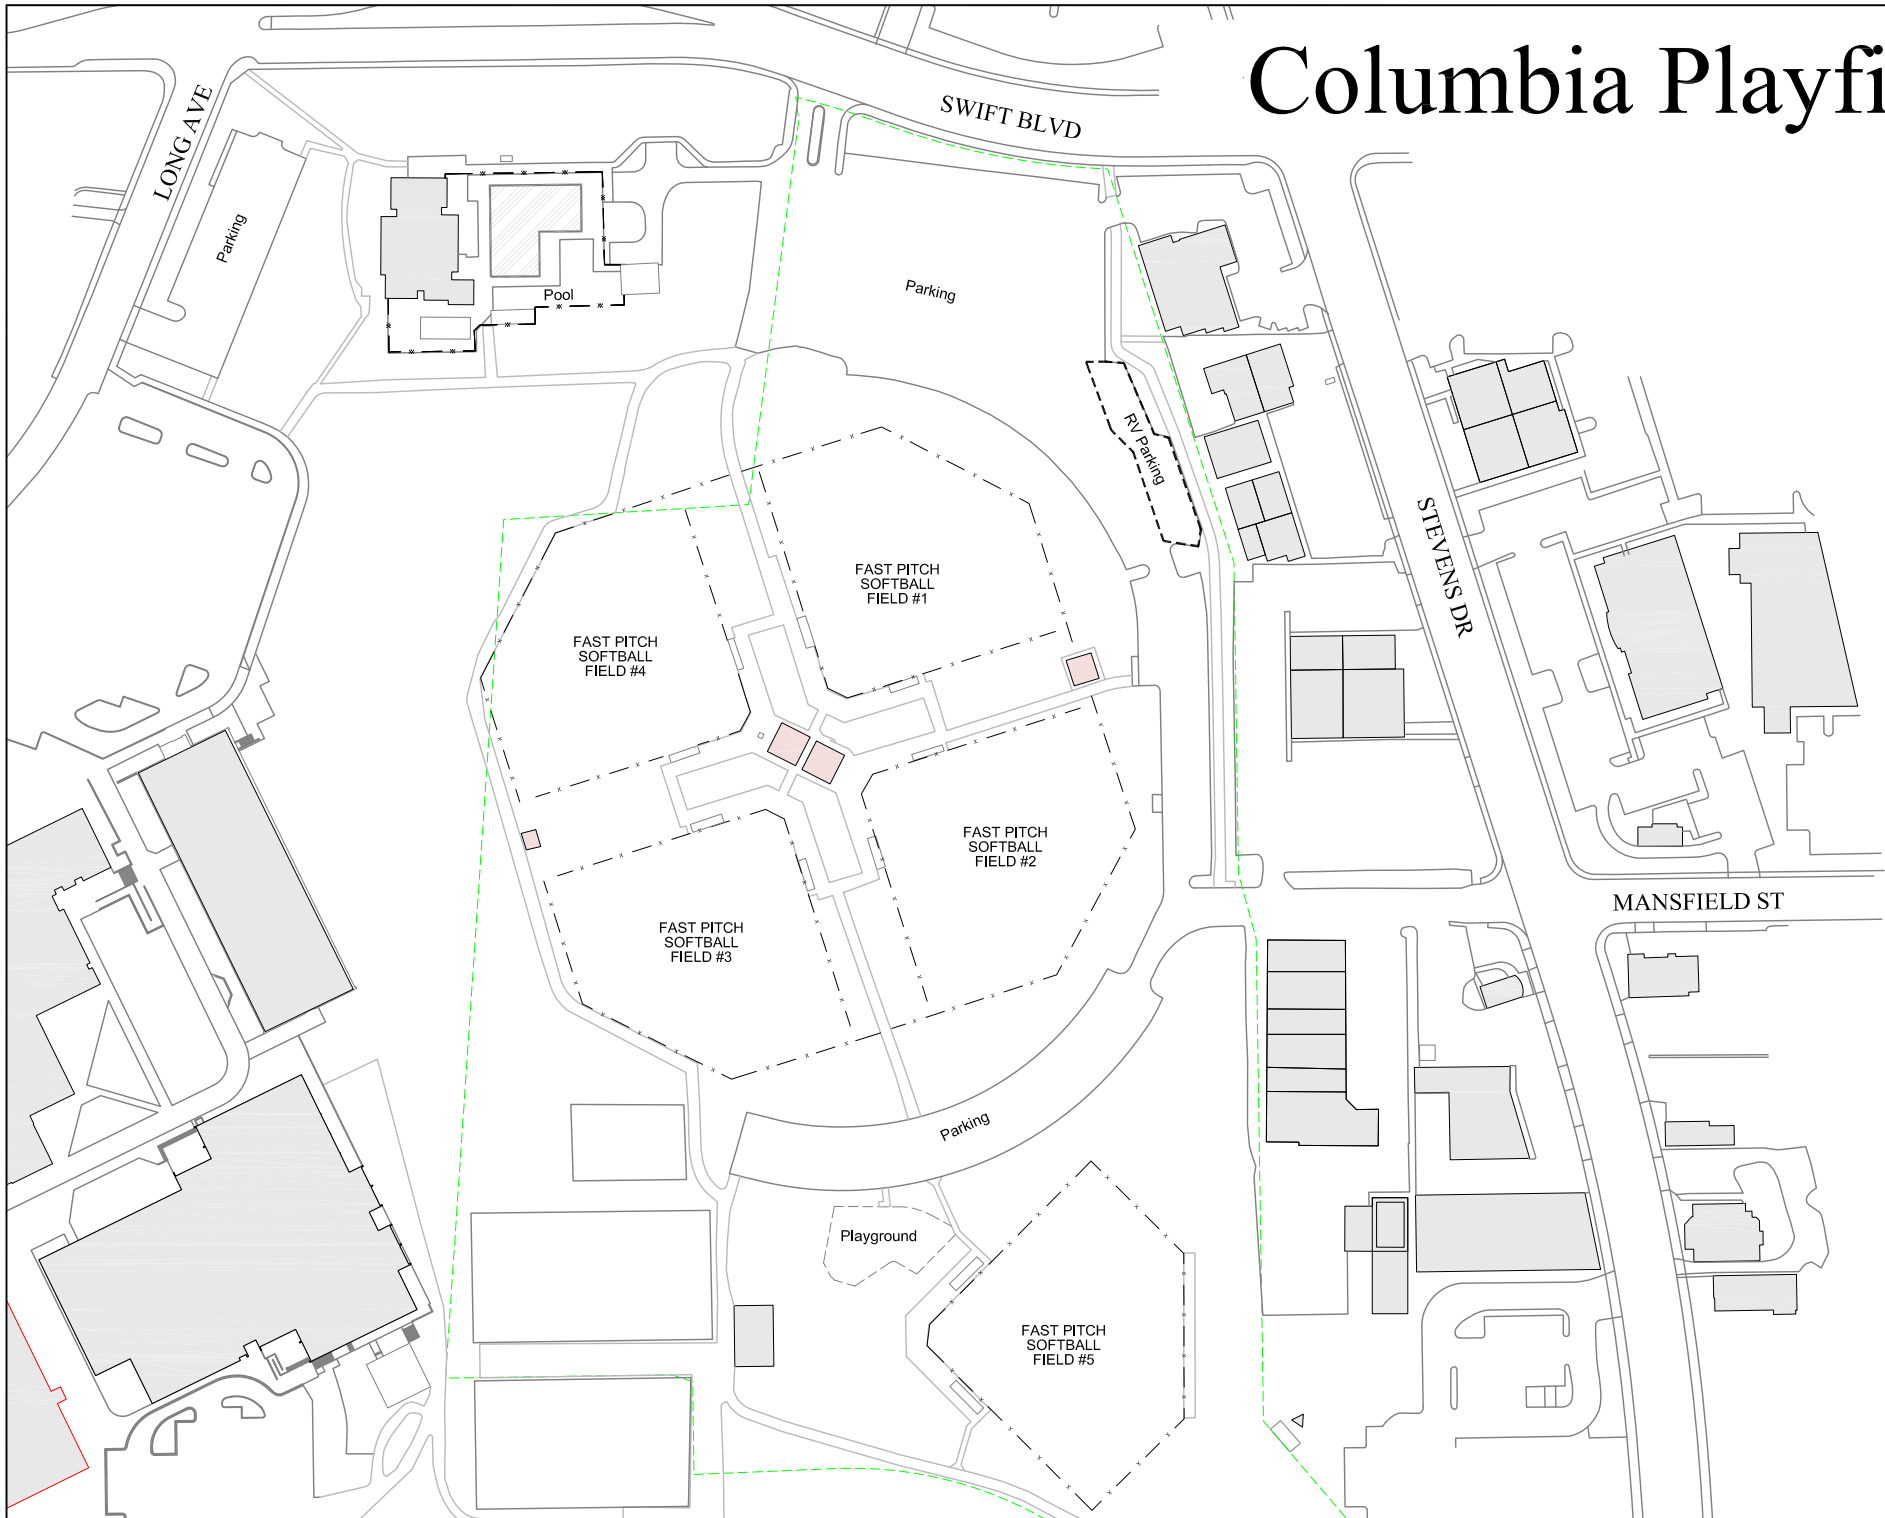 Columbia Playfi
SWIFT BLVD
LONG AVE
Parking
Pool
Parking
RV Parking
STEVENS DR
FAST PITCH
SOFTBALL
FIELD #1
FAST PITCH
SOFTBALL
FIELD #4
FAST PITCH
SOFTBALL
FIELD #2
MANSFIELD ST
FAST PITCH
SOFTBALL
FIELD #3
Parking
Playground
FAST PITCH
SOFTBALL
FIELD #5